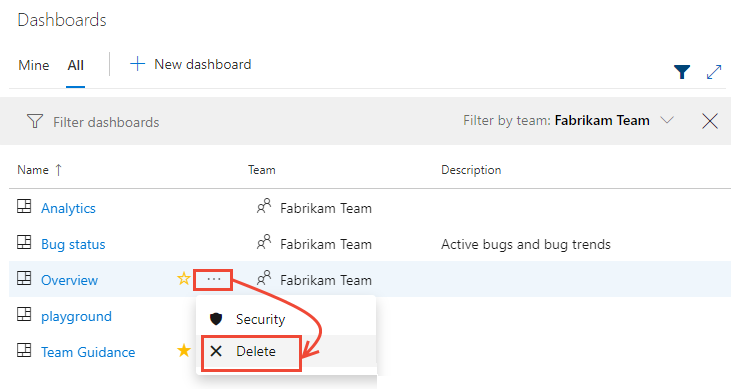 Dashboards
Mine All New dashboard
Filter dashboards Filter by team: Fabrikam Team
Name ↑ Team Description
Analytics Fabrikam Team
Bug status Fabrikam Team Active bugs and bug trends
Overview ... Fabrikam Team
playground
Security
Team Guidance Delete